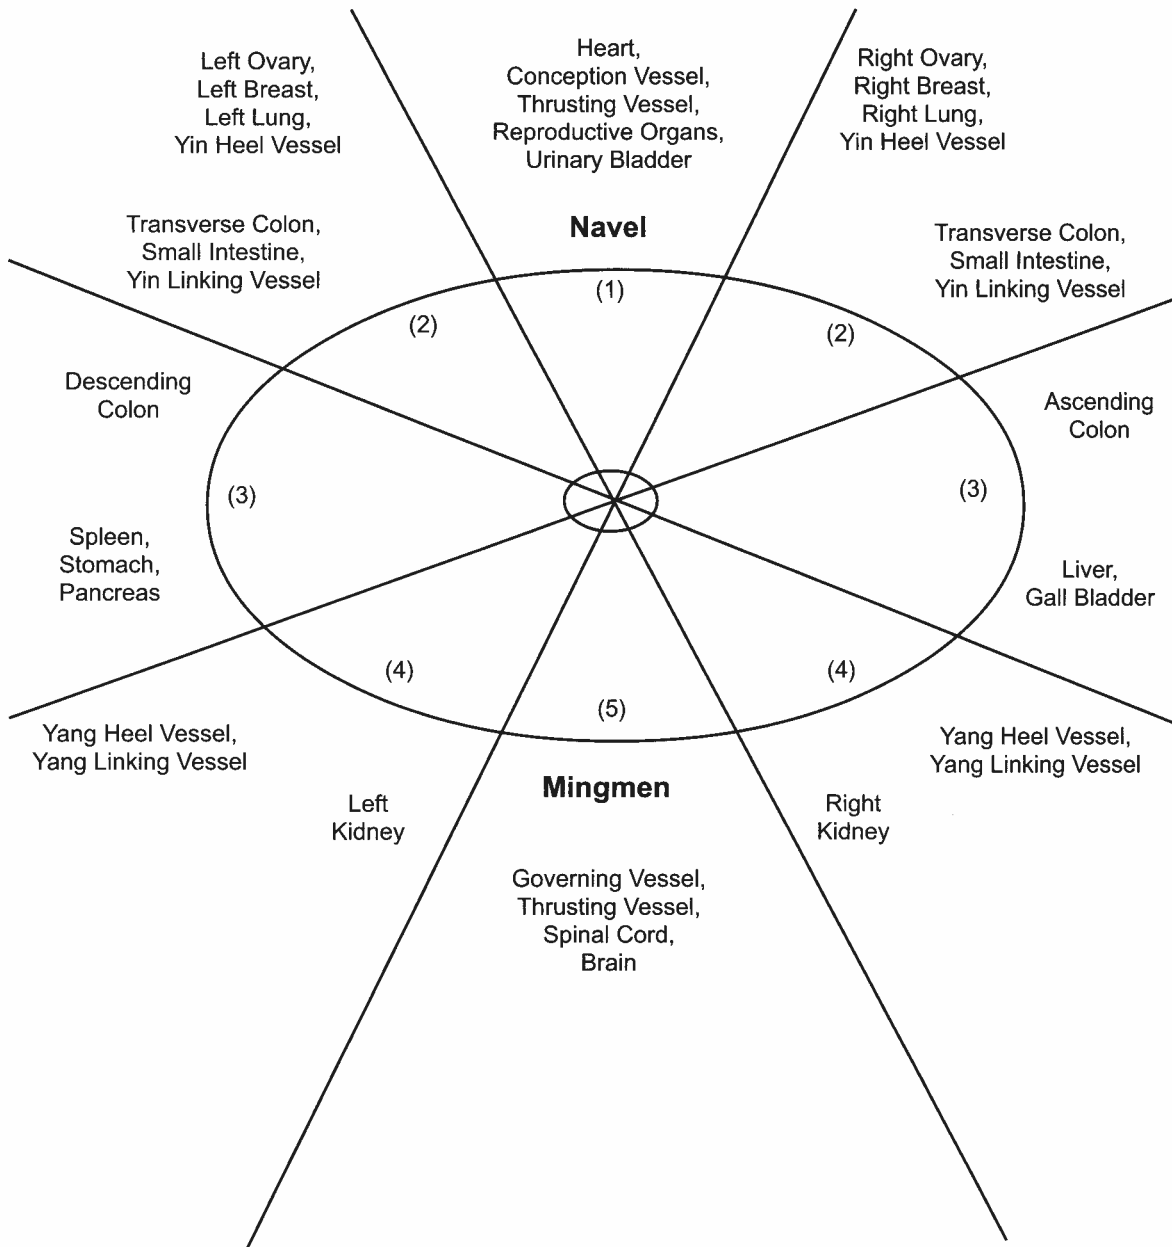 Left Ovary,
Left Breast,
Left Lung,
Yin Heel Vessel
Heart,
Conception Vessel,
Thrusting Vessel,
Reproductive Organs,
Urinary Bladder
Right Ovary,
Right Breast,
Right Lung,
Yin Heel Vessel
Transverse Colon,
Small Intestine,
Yin Linking Vessel
Navel
Transverse Colon,
Small Intestine,
Yin Linking Vessel
(1)
(2)
(2)
Descending
Colon
Ascending
Colon
(3)
(3)
Spleen,
Stomach,
Pancreas
Liver,
Gall Bladder
(4)
(5)
(4)
Yang Heel Vessel,
Yang Linking Vessel
Mingmen
Yang Heel Vessel,
Yang Linking Vessel
Left
Kidney
Right
Kidney
Governing Vessel,
Thrusting Vessel,
Spinal Cord,
Brain